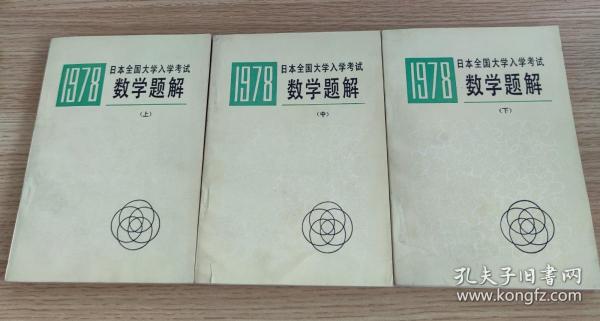 1978
日本全国大学入学考试
数学题解
(上)
1978
日本全国大学入学考试
数学题解
(中)
1978
日本全国大学入学考试
数学题解
(下)
孔夫子旧书网
www.kongfz.com